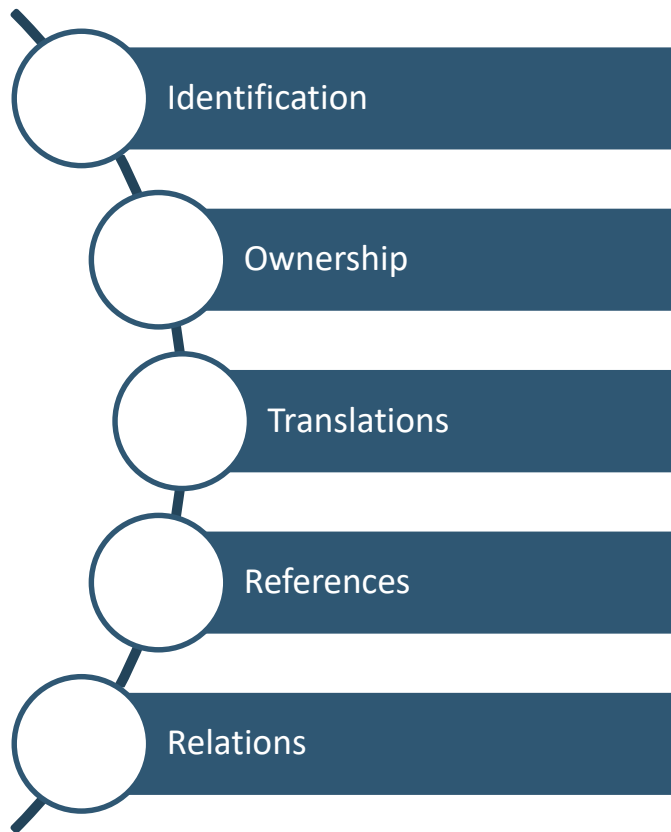 Identification
Ownership
Translations
References
Relations